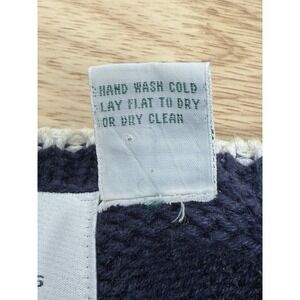 HAND WASH COLD
LAY FLAT TO DRY
OR DRY CLEAN
S